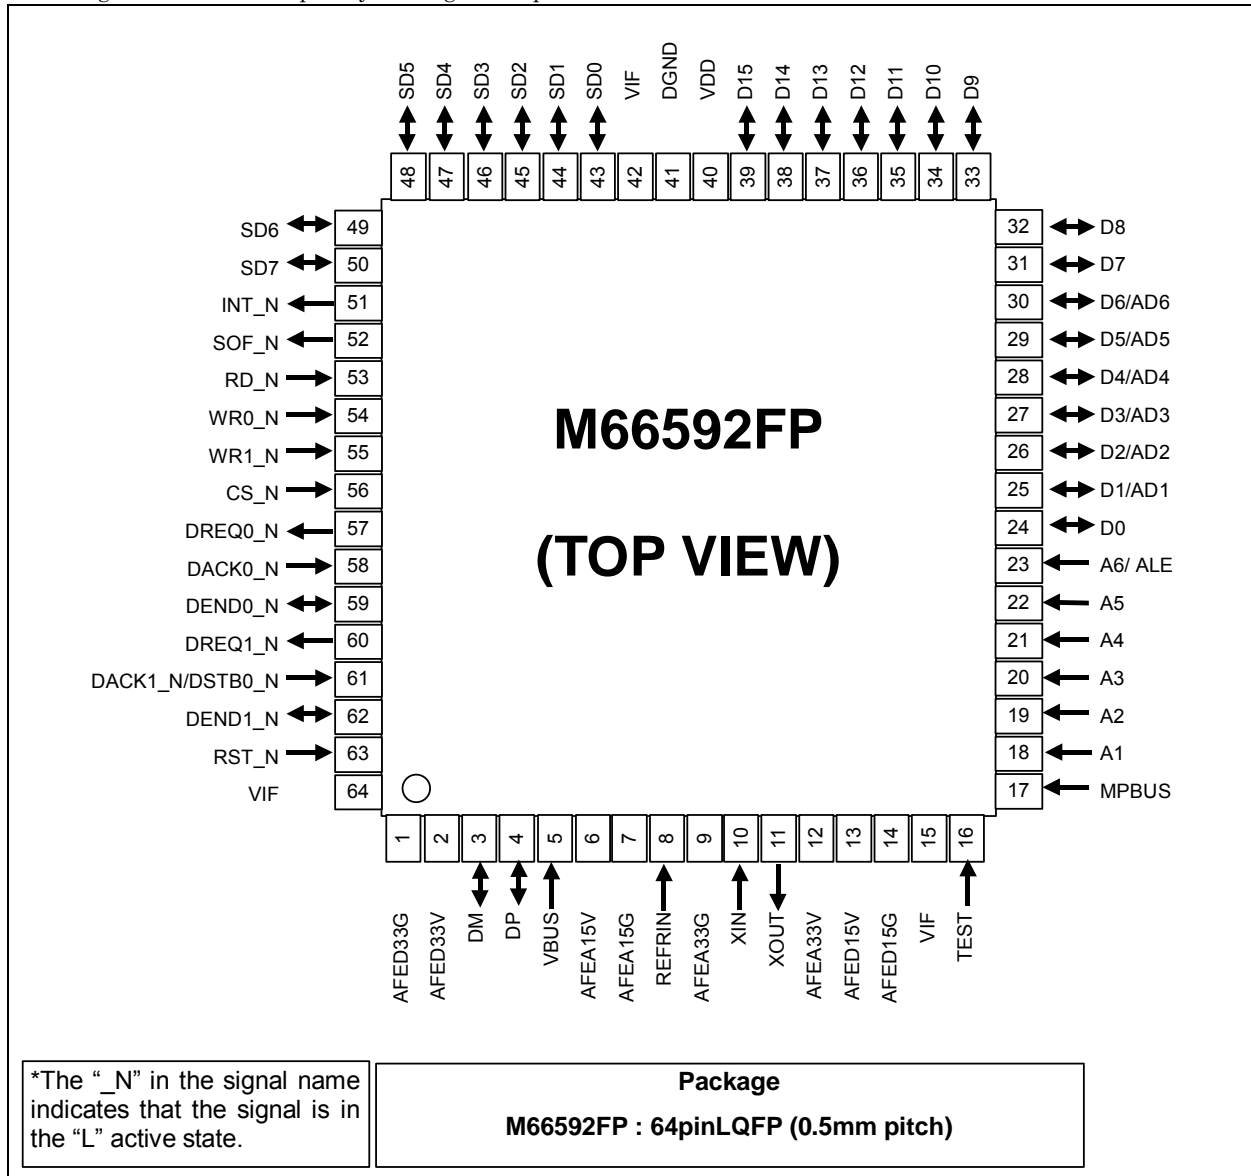 SD5 SD4 SD3 SD2 SD1 SD0 VIF DGND VDD D15 D14 D13 D12 D11 D10 D9
48 47 46 45 44 43 42 41 40 39 38 37 36 35 34 33
SD6 49
SD7 50
INT_N 51
SOF_N 52
RD_N 53
WR0_N 54
WR1_N 55
CS_N 56
DREQ0_N 57
DACK0_N 58
DEND0_N 59
DREQ1_N 60
DACK1_N/DSTB0_N 61
DEND1_N 62
RST_N 63
VIF 64
M66592FP
(TOP VIEW)
32 D8
31 D7
30 D6/AD6
29 D5/AD5
28 D4/AD4
27 D3/AD3
26 D2/AD2
25 D1/AD1
24 D0
23 A6/ ALE
22 A5
21 A4
20 A3
19 A2
18 A1
17 MPBUS
1 2 3 4 5 6 7 8 9 10 11 12 13 14 15 16
AFED33G AFED33V DM DP VBUS AFEA15V AFEA15G REFRIN AFEA33G XIN XOUT AFEA33V AFED15V AFED15G VIF TEST
*The “_N” in the signal name
indicates that the signal is in
the “L” active state.
Package
M66592FP : 64pinLQFP (0.5mm pitch)